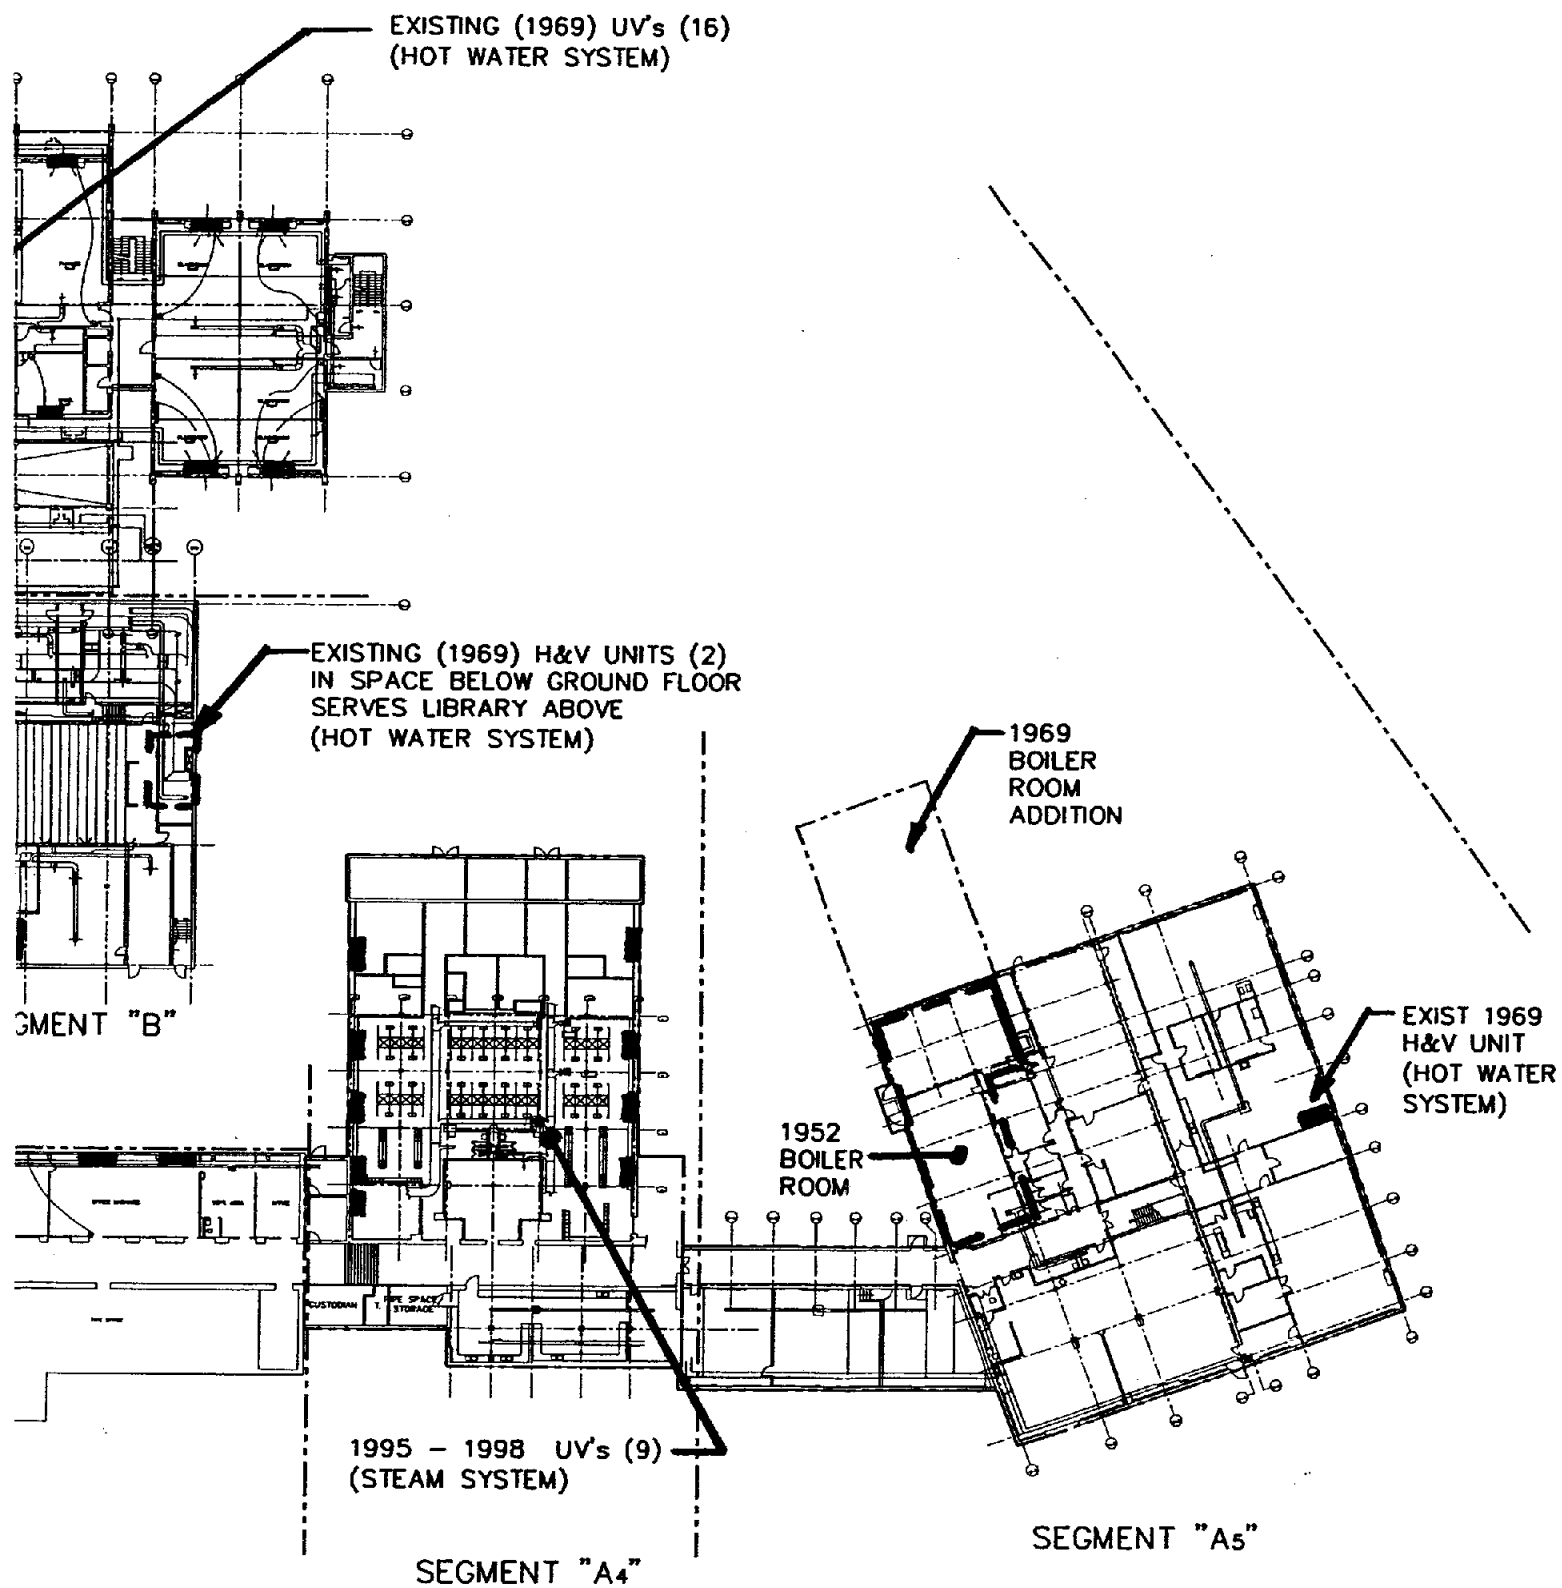 EXISTING (1969) UV's (16)
(HOT WATER SYSTEM)
EXISTING (1969) H&V UNITS (2)
IN SPACE BELOW GROUND FLOOR
SERVES LIBRARY ABOVE
(HOT WATER SYSTEM)
1969
BOILER
ROOM
ADDITION
GMENT "B"
EXIST 1969
H&V UNIT
(HOT WATER
SYSTEM)
1952
BOILER
ROOM
CUSTODIAN
T.
PIPE SPACE
STORAGE
1995 - 1998 UV's (9)
(STEAM SYSTEM)
SEGMENT "A5"
SEGMENT "A4"